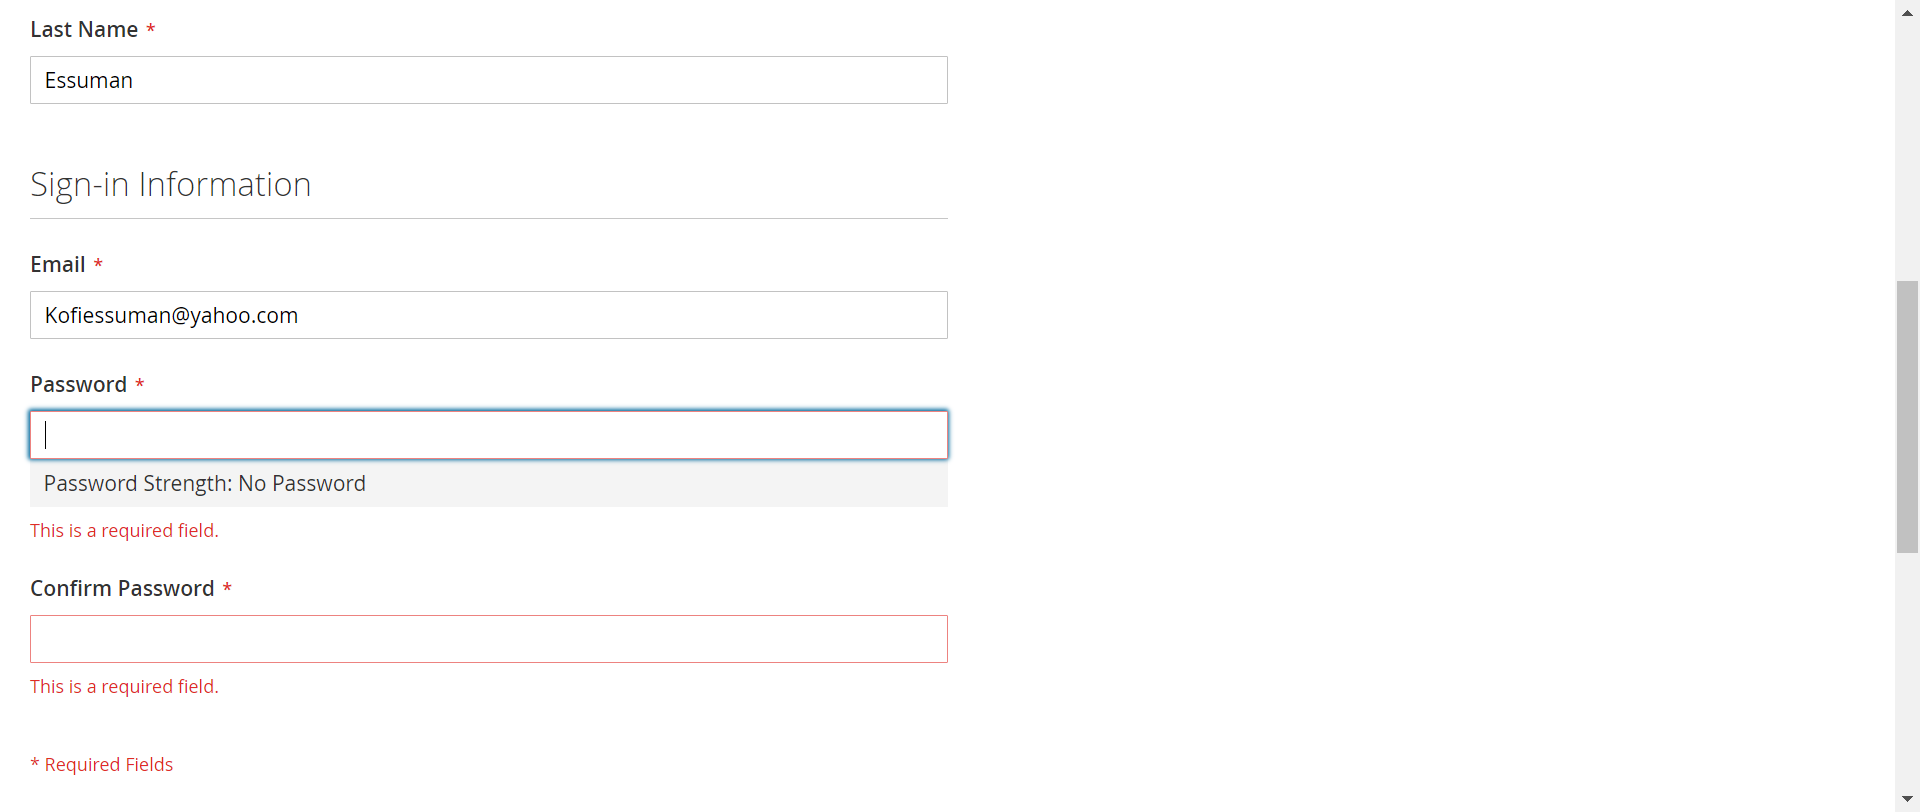 Last Name *
Essuman
Sign-in Information
Email *
Kofiessuman@yahoo.com
Password *
Password Strength: No Password
This is a required field.
Confirm Password *
This is a required field.
* Required Fields